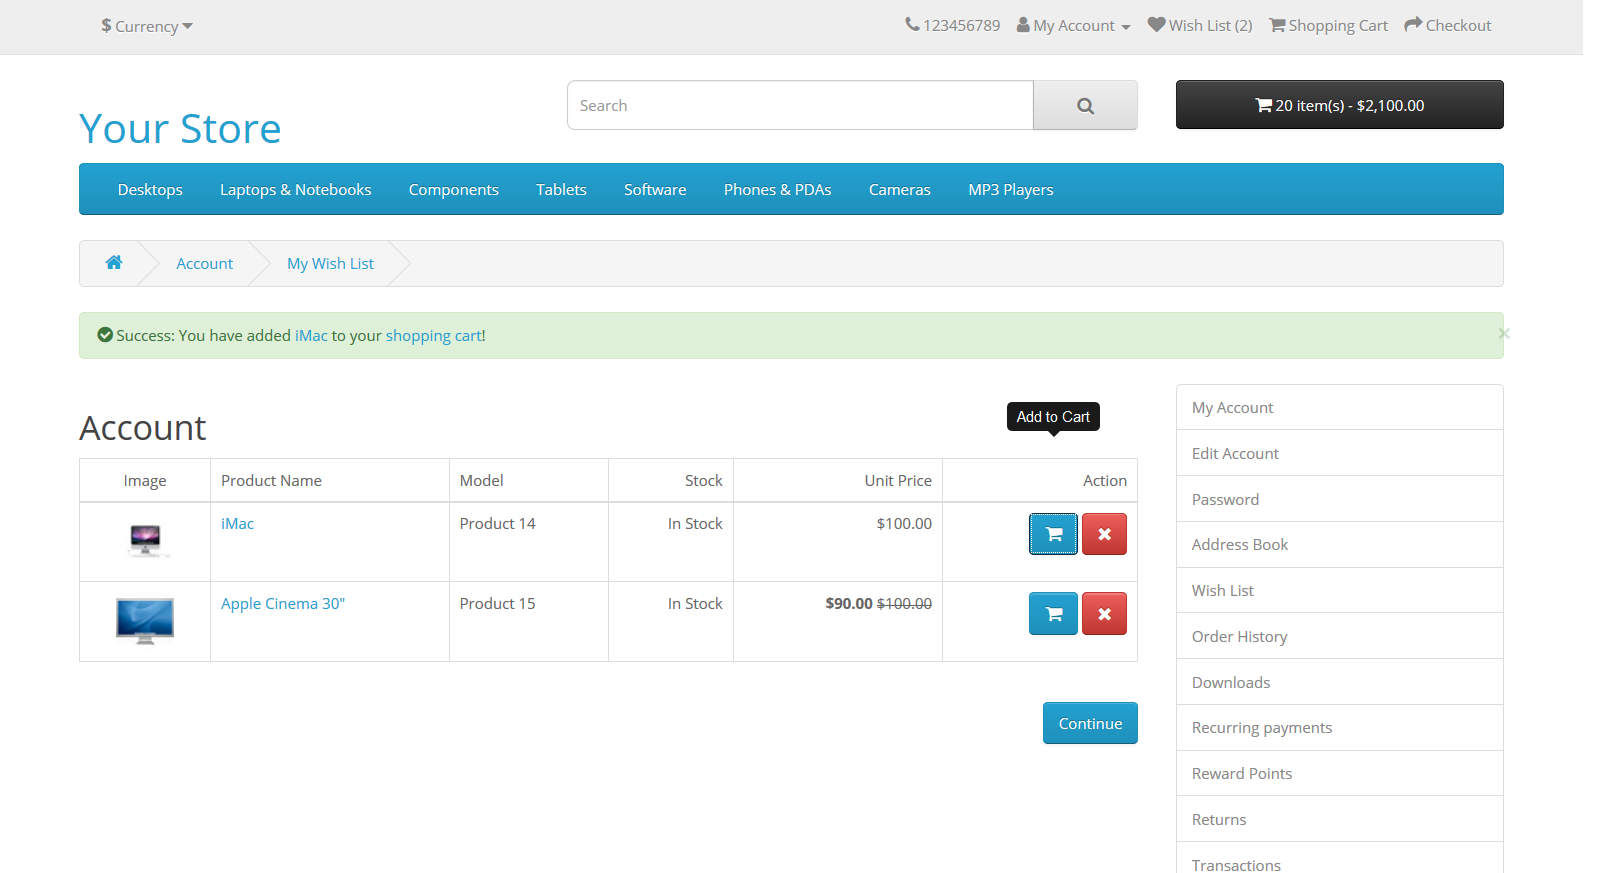 $ Currency
123456789 My Account Wish List (2) Shopping Cart Checkout
Your Store
Search
20 item(s) - $2,100.00
Desktops Laptops & Notebooks Components Tablets Software Phones & PDAs Cameras MP3 Players
Account My Wish List
Success: You have added iMac to your shopping cart!
×
Account
Add to Cart
Image Product Name Model Stock Unit Price Action
iMac Product 14 In Stock $100.00
Apple Cinema 30" Product 15 In Stock $90.00 $100.00
Continue
My Account
Edit Account
Password
Address Book
Wish List
Order History
Downloads
Recurring payments
Reward Points
Returns
Transactions